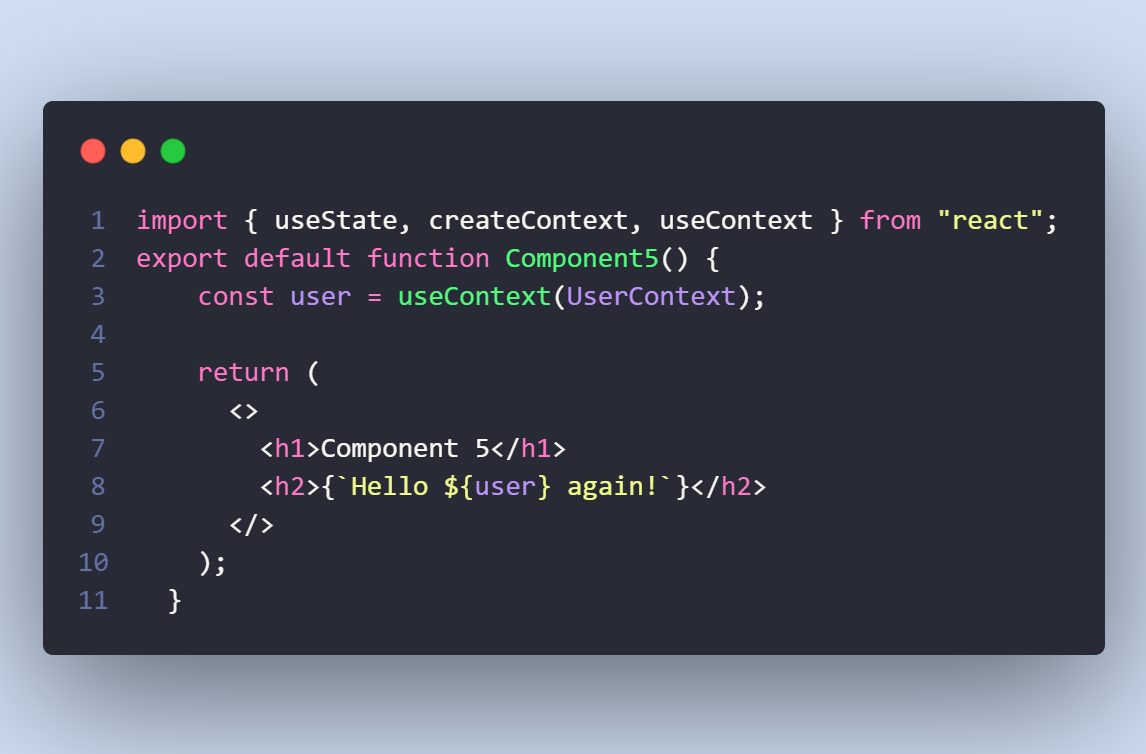 1 import { useState, createContext, useContext } from "react";
2 export default function Component5() {
3     const user = useContext(UserContext);
4
5     return (
6       <>
7         <h1>Component 5</h1>
8         <h2>{`Hello ${user} again!`}</h2>
9       </>
10     );
11   }